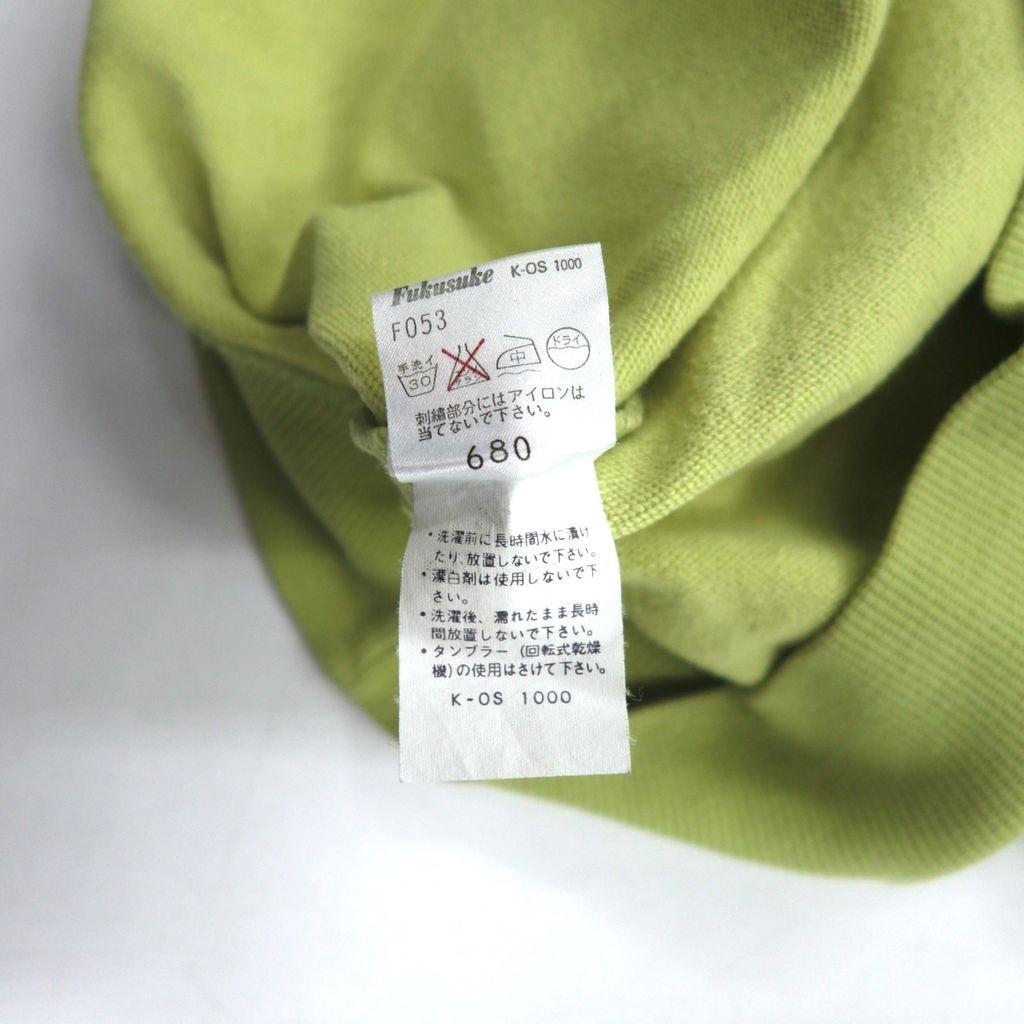 Fukusuke K-OS 1000
F053
手洗イ 30 中 ドライ
刺繍部分にはアイロンは
当てないで下さい。
680
・洗濯前に長時間水に漬け
たり、放置しないで下さい。
・漂白剤は使用しないで下
さい。
・洗濯後、濡れたまま長時
間放置しないで下さい。
・タンブラー（回転式乾燥
機）の使用はさけて下さい。
K-OS 1000